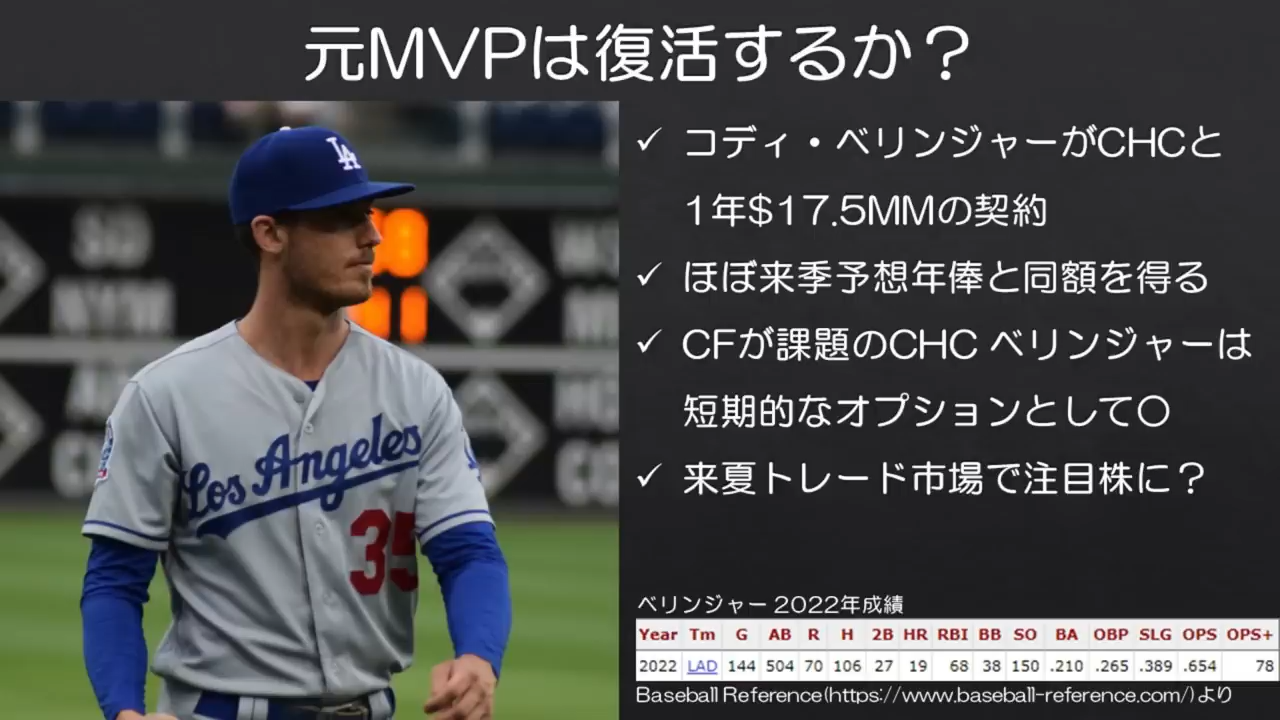 元MVPは復活するか？
LA
Los Angeles
35
✓ コディ・ベリンジャーがCHCと
1年$17.5MMの契約
✓ ほぼ来季予想年俸と同額を得る
✓ CFが課題のCHC ベリンジャーは
短期的なオプションとして〇
✓ 来夏トレード市場で注目株に？
ベリンジャー 2022年成績
Year Tm G AB R H 2B HR RBI BB SO BA OBP SLG OPS OPS+
2022 LAD 144 504 70 106 27 19 68 38 150 .210 .265 .389 .654 78
Baseball Reference(https://www.baseball-reference.com/)より